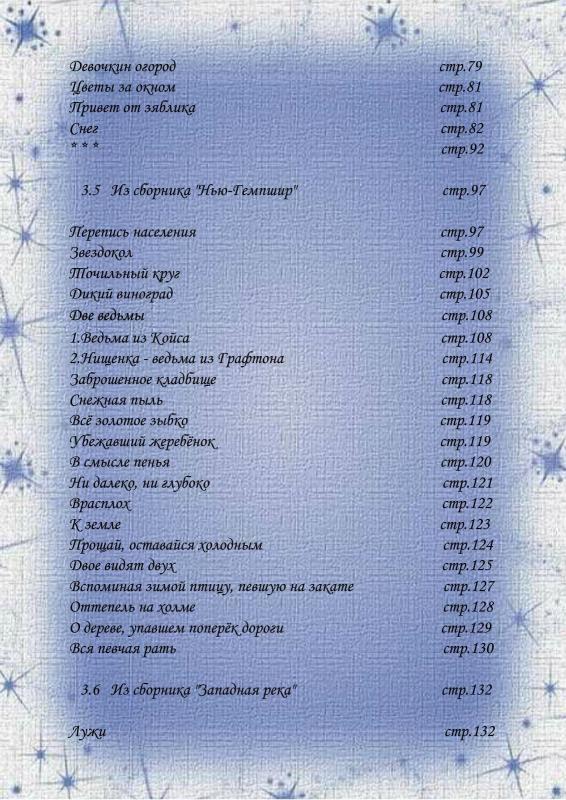 Девочкин огород стр.79
Цветы за окном стр.81
Привет от зяблика стр.81
Снег стр.82
* * * стр.92
3.5 Из сборника "Нью-Гемпшир" стр.97
Перепись населения стр.97
Звездокол стр.99
Точильный круг стр.102
Дикий виноград стр.105
Две ведьмы стр.108
1.Ведьма из Койса стр.108
2.Нищенка - ведьма из Графтона стр.114
Заброшенное кладбище стр.118
Снежная пыль стр.118
Всё золотое зыбко стр.119
Убежавший жеребёнок стр.119
В смысле пенья стр.120
Ни далеко, ни глубоко стр.121
Врасплох стр.122
К земле стр.123
Прощай, оставайся холодным стр.124
Двое видят двух стр.125
Вспоминая зимой птицу, певшую на закате стр.127
Оттепель на холме стр.128
О дереве, упавшем поперёк дороги стр.129
Вся певчая рать стр.130
3.6 Из сборника "Западная река" стр.132
Лужи стр.132